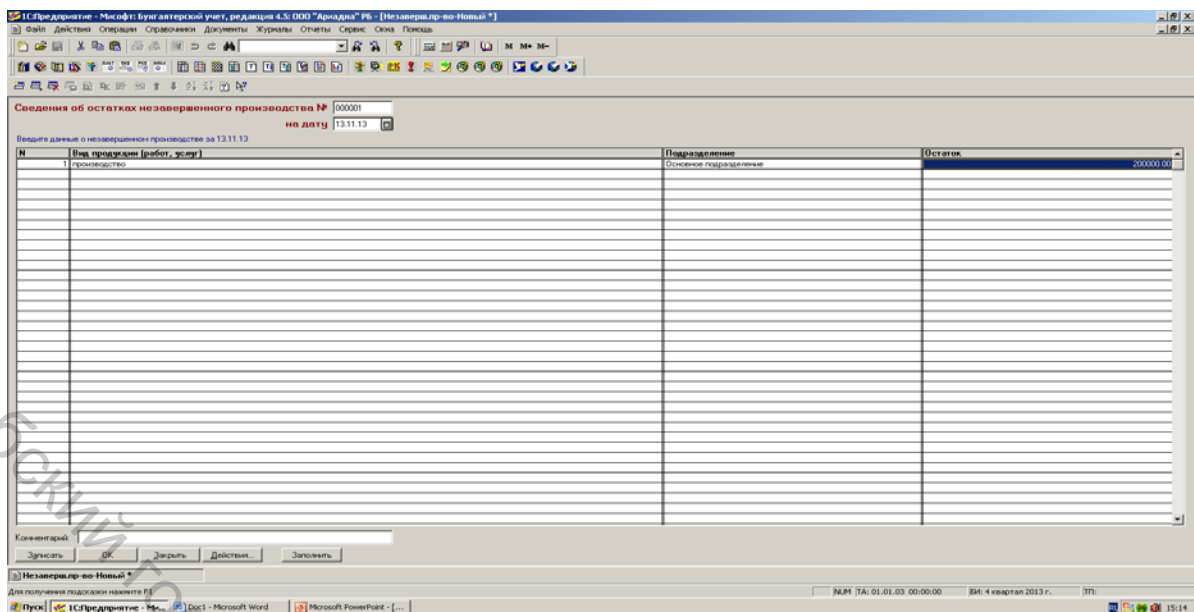 1С:Предприятие - Мисофт: Бухгалтерский учет, редакция 4.5: ООО "Ариадна" РБ - [Незаверш.пр-во-Новый *]
Файл Действия Операции Справочники Документы Журналы Отчеты Сервис Окна Помощь
M M+ M-
Сведения об остатках незавершенного производства № 000001
на дату 13.11.13
Введите данные о незавершенном производстве за 13.11.13
N Вид продукции (работ, услуг) Подразделение Остаток
1 производство Основное подразделение 200000.00
Комментарий:
Записать OK Закрыть Действия... Заполнить
Незаверш.пр-во-Новый *
Для получения подсказки нажмите F1 NUM TA: 01.01.03 00:00:00 БИ: 4 квартал 2013 г. ТП:
Пуск 1С:Предприятие - Ми... Doc1 - Microsoft Word Microsoft PowerPoint - [... RU 15:14